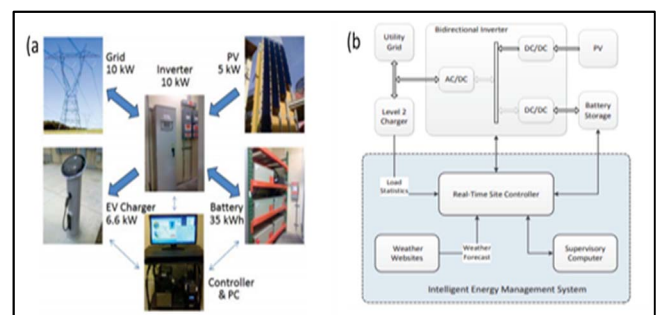 (a
Grid
10 kW
Inverter
10 kW
PV
5 kW
EV Charger
6.6 kW
Battery
35 kWh
Controller
& PC
(b
Utility
Grid
Bidirectional Inverter
DC/DC
PV
AC/DC
Level 2
Charger
DC/DC
Battery
Storage
Load
Statistics
Real-Time Site Controller
Weather
Websites
Weather
Forecast
Supervisory
Computer
Intelligent Energy Management System